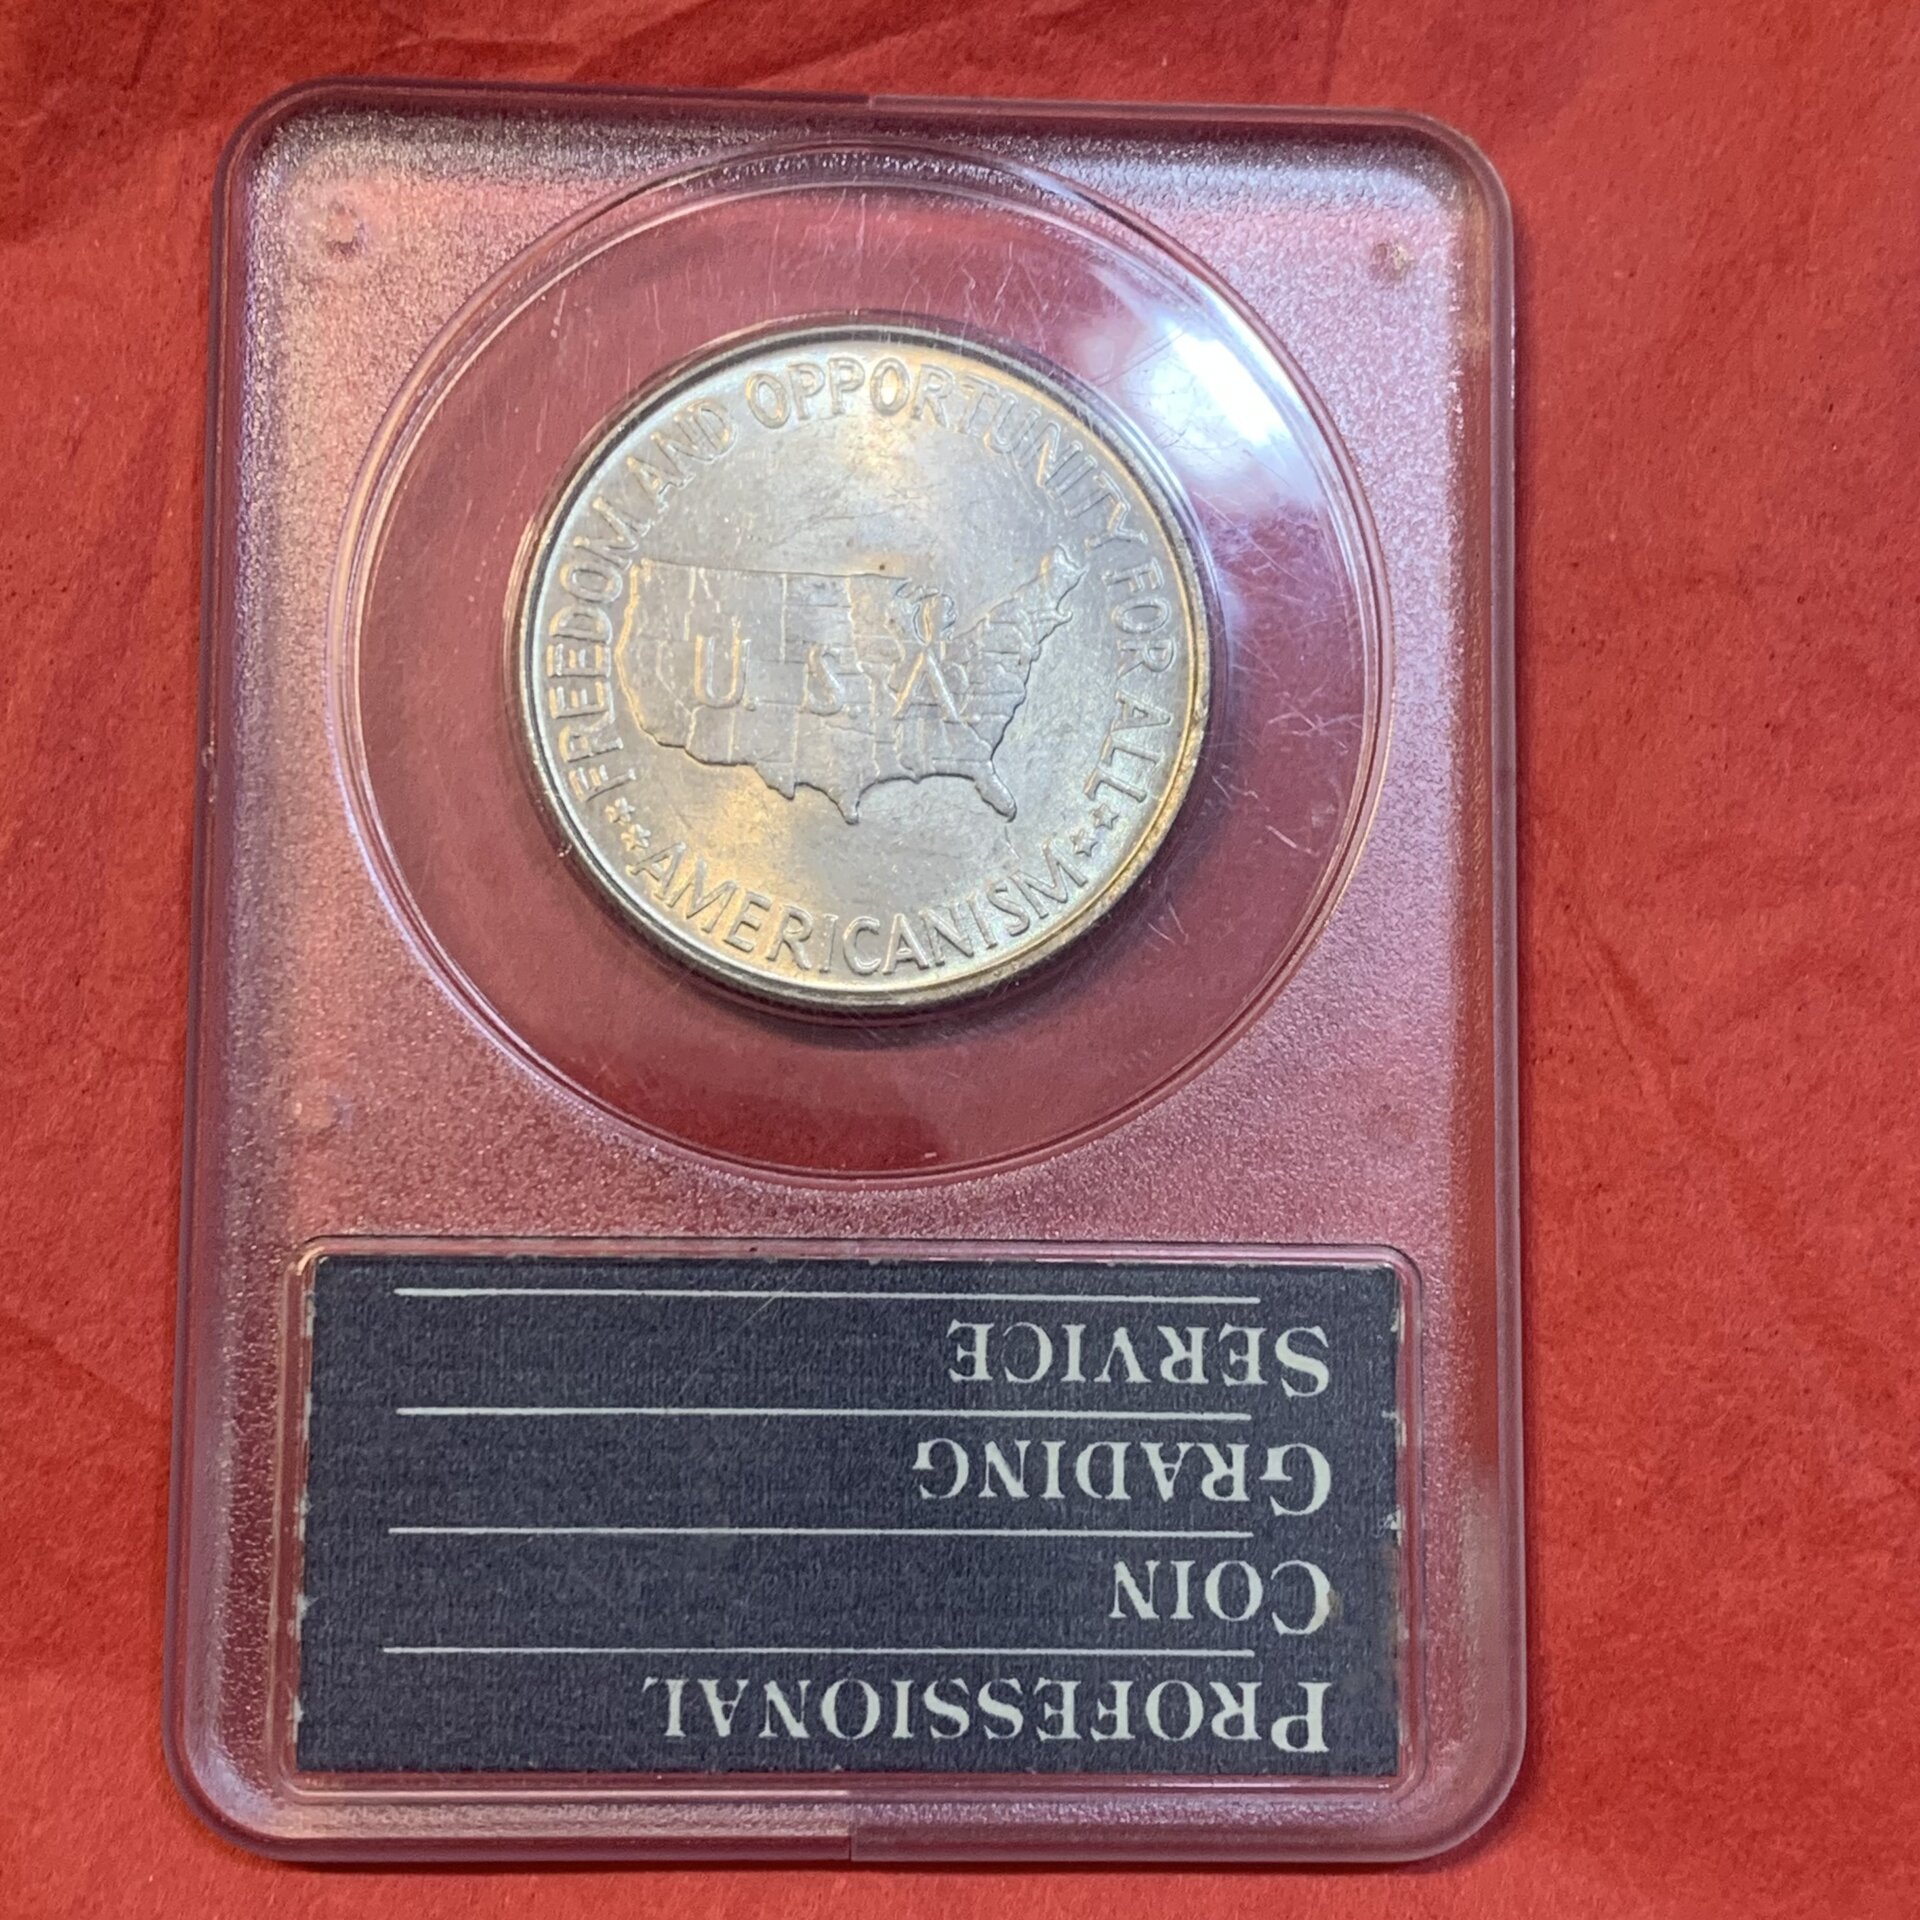 FREEDOM AND OPPORTUNITY FOR ALL
U.S.A.
AMERICANISM
PROFESSIONAL
COIN
GRADING
SERVICE